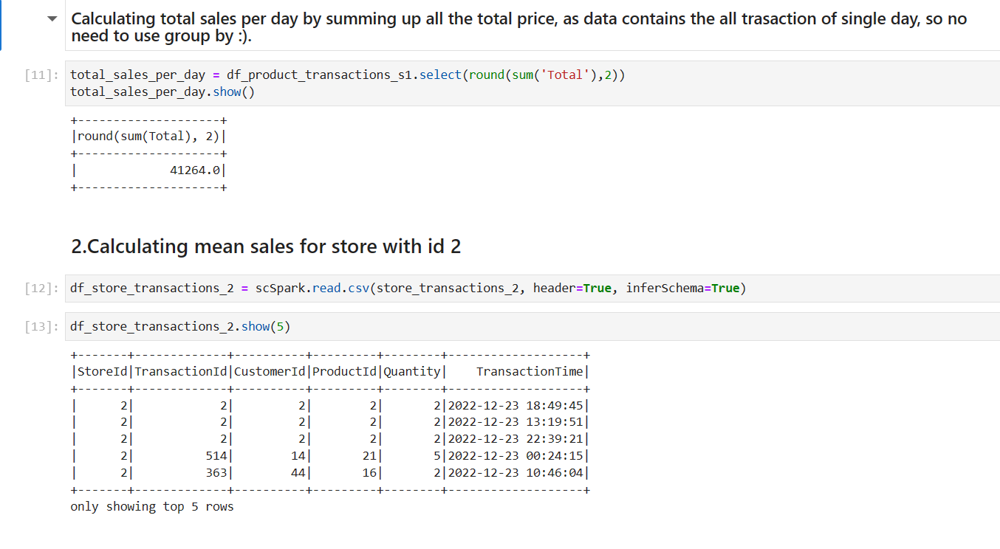 Calculating total sales per day by summing up all the total price, as data contains the all trasaction of single day, so no
need to use group by :).
[11]: total_sales_per_day = df_product_transactions_s1.select(round(sum('Total'),2))
total_sales_per_day.show()
+--------------------+
|round(sum(Total), 2)|
+--------------------+
|             41264.0|
+--------------------+
2.Calculating mean sales for store with id 2
[12]: df_store_transactions_2 = scSpark.read.csv(store_transactions_2, header=True, inferSchema=True)
[13]: df_store_transactions_2.show(5)
+-------+-------------+----------+---------+--------+-------------------+
|StoreId|TransactionId|CustomerId|ProductId|Quantity|    TransactionTime|
+-------+-------------+----------+---------+--------+-------------------+
|      2|            2|         2|        2|       2|2022-12-23 18:49:45|
|      2|            2|         2|        2|       2|2022-12-23 13:19:51|
|      2|            2|         2|        2|       2|2022-12-23 22:39:21|
|      2|          514|        14|       21|       5|2022-12-23 00:24:15|
|      2|          363|        44|       16|       2|2022-12-23 10:46:04|
+-------+-------------+----------+---------+--------+-------------------+
only showing top 5 rows